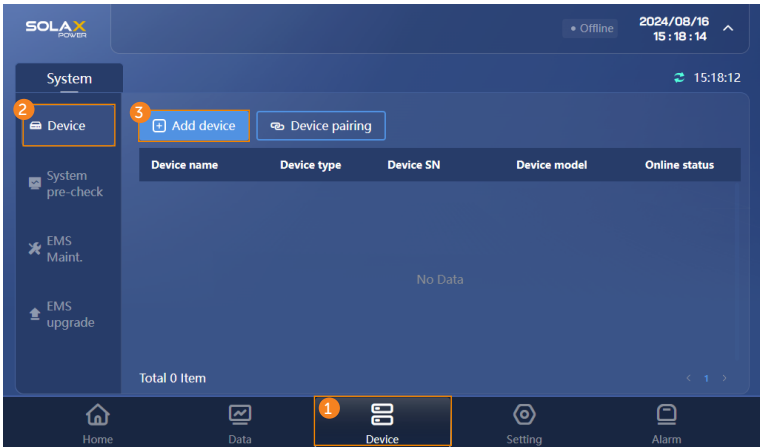 SOLAX
POWER
Offline
2024/08/16
15:18:14
System
15:18:12
2
Device
3
Add device
Device pairing
Device name Device type Device SN Device model Online status
System
pre-check
EMS
Maint.
No Data
EMS
upgrade
Total 0 Item
< 1 >
1
Home Data Device Setting Alarm